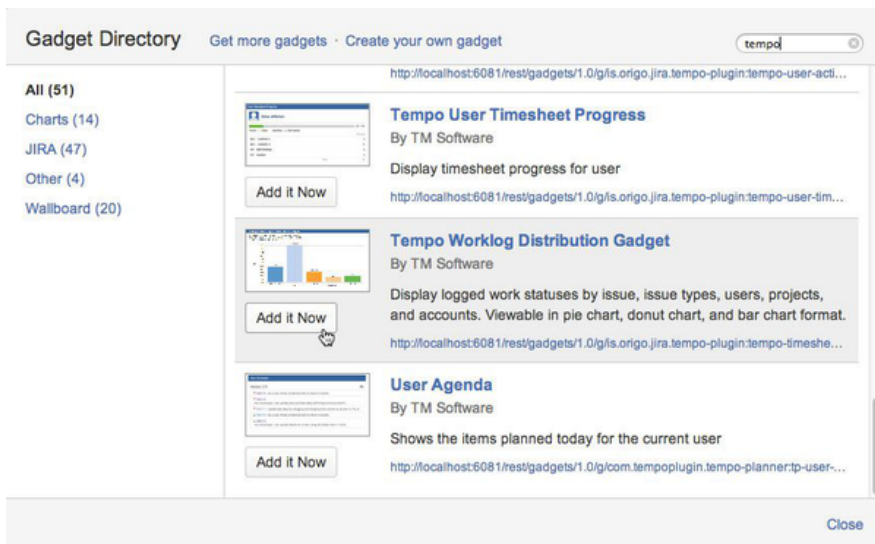 Gadget Directory
Get more gadgets · Create your own gadget
tempo
All (51)
Charts (14)
JIRA (47)
Other (4)
Wallboard (20)
http://localhost:6081/rest/gadgets/1.0/g/is.origo.jira.tempo-plugin:tempo-user-acti...
Tempo User Timesheet Progress
By TM Software
Display timesheet progress for user
Add it Now
http://localhost:6081/rest/gadgets/1.0/g/is.origo.jira.tempo-plugin:tempo-user-tim...
Tempo Worklog Distribution Gadget
By TM Software
Display logged work statuses by issue, issue types, users, projects,
and accounts. Viewable in pie chart, donut chart, and bar chart format.
Add it Now
http://localhost:6081/rest/gadgets/1.0/g/is.origo.jira.tempo-plugin:tempo-timeshe...
User Agenda
By TM Software
Shows the items planned today for the current user
Add it Now
http://localhost:6081/rest/gadgets/1.0/g/com.tempoplugin.tempo-planner:tp-user-...
Close